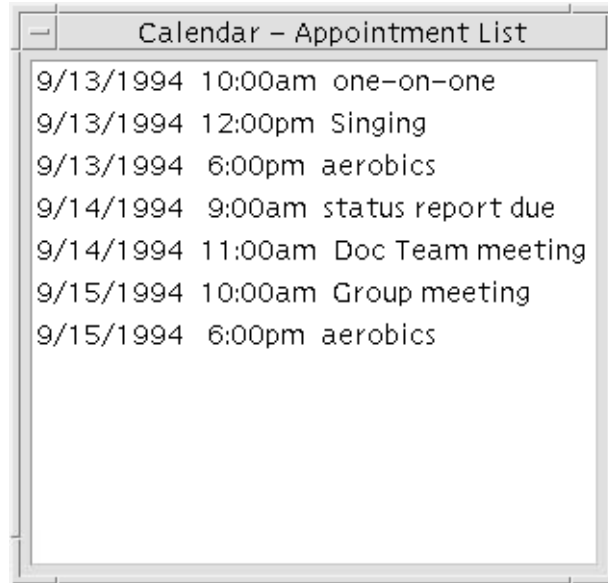 Calendar – Appointment List
9/13/1994 10:00am one–on–one
9/13/1994 12:00pm Singing
9/13/1994 6:00pm aerobics
9/14/1994 9:00am status report due
9/14/1994 11:00am Doc Team meeting
9/15/1994 10:00am Group meeting
9/15/1994 6:00pm aerobics